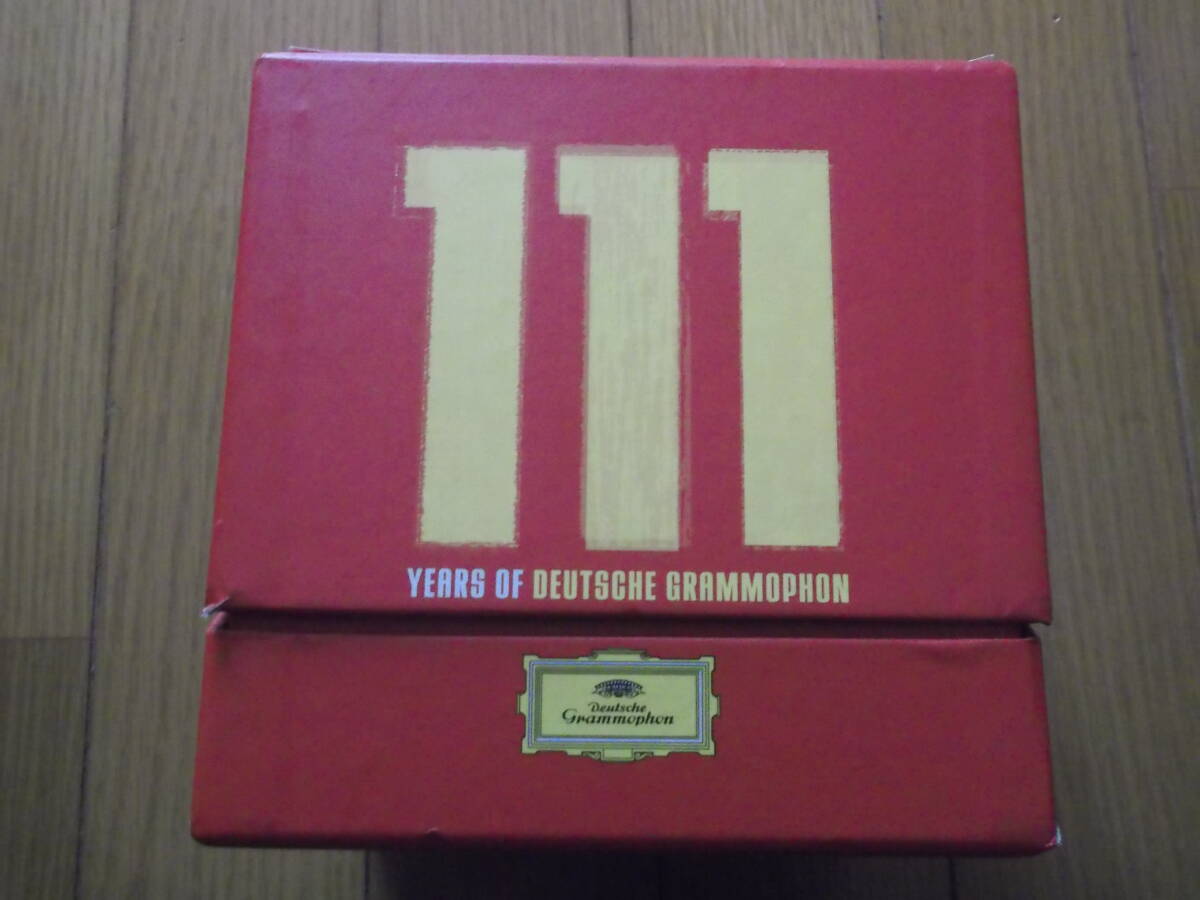 111
YEARS OF DEUTSCHE GRAMMOPHON
Deutsche
Grammophon